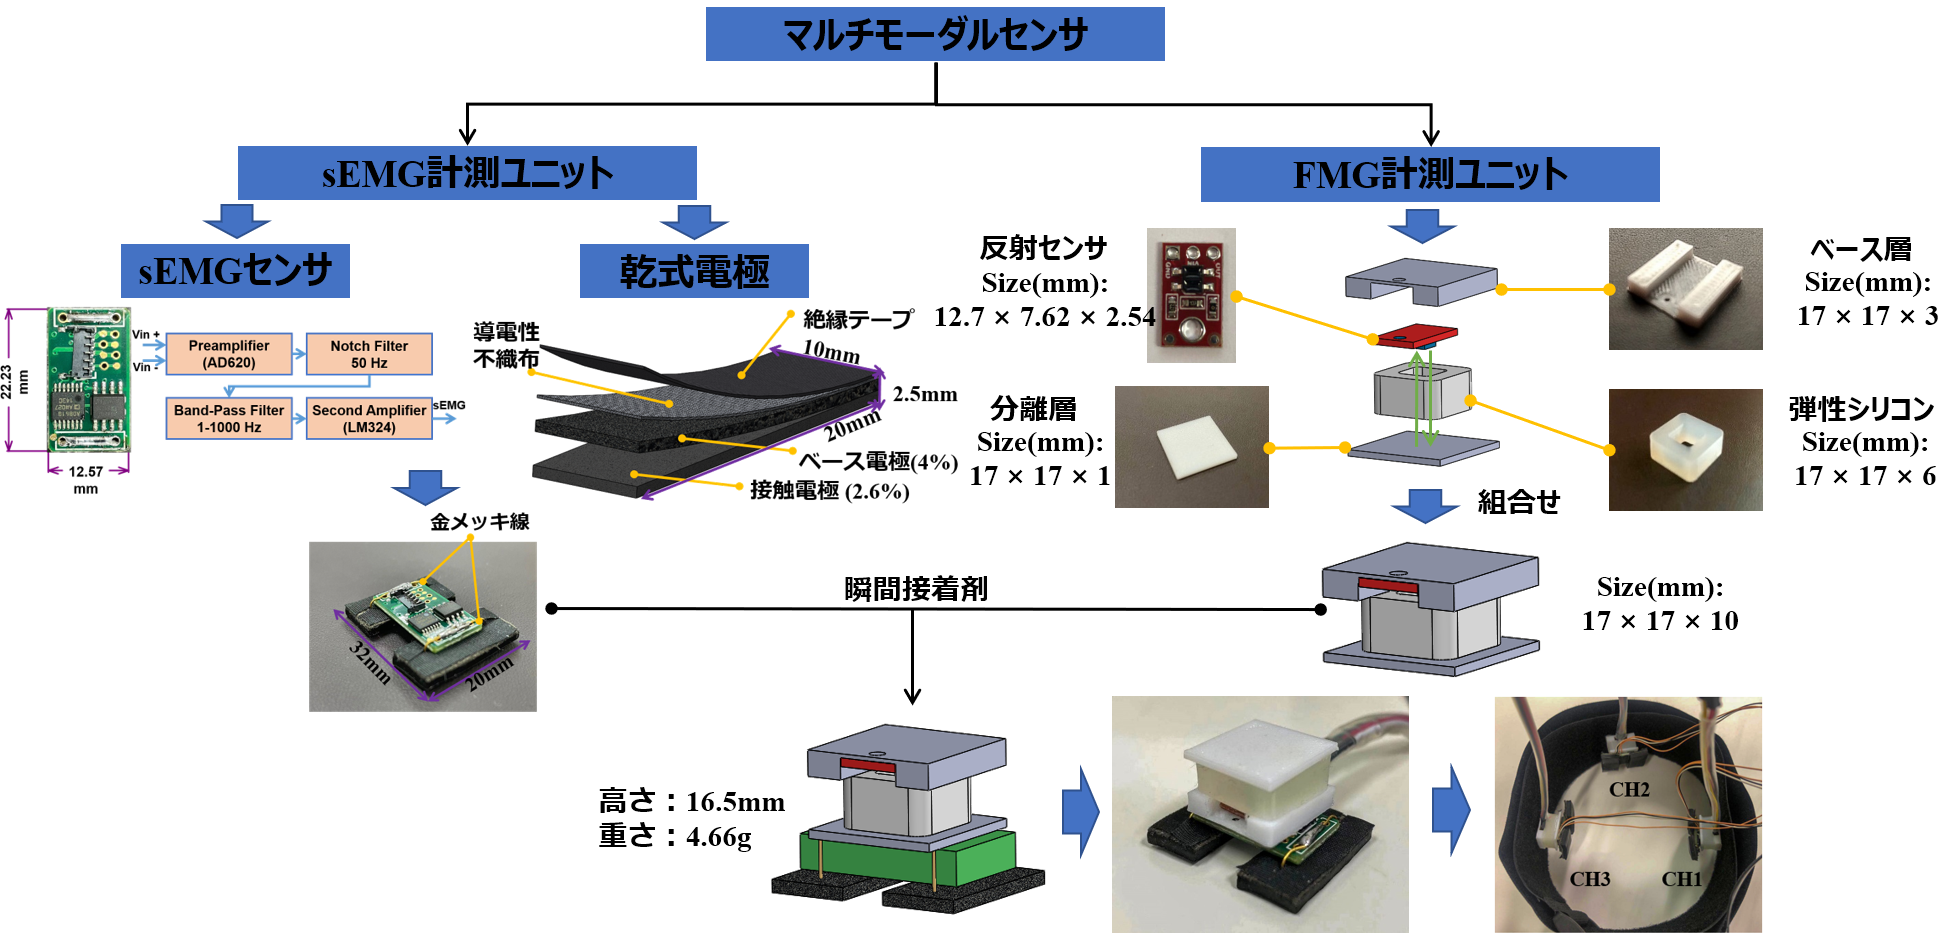 マルチモーダルセンサ
sEMG計測ユニット
FMG計測ユニット
sEMGセンサ
乾式電極
22.23
mm
12.57
mm
Vin +
Vin -
Preamplifier
(AD620)
Notch Filter
50 Hz
Band-Pass Filter
1-1000 Hz
Second Amplifier
(LM324)
sEMG
導電性
不織布
絶縁テープ
10mm
2.5mm
20mm
ベース電極(4%)
接触電極 (2.6%)
反射センサ
Size(mm):
12.7 × 7.62 × 2.54
ベース層
Size(mm):
17 × 17 × 3
分離層
Size(mm):
17 × 17 × 1
弾性シリコン
Size(mm):
17 × 17 × 6
組合せ
金メッキ線
32mm
20mm
瞬間接着剤
Size(mm):
17 × 17 × 10
高さ：16.5mm
重さ：4.66g
CH2
CH3
CH1